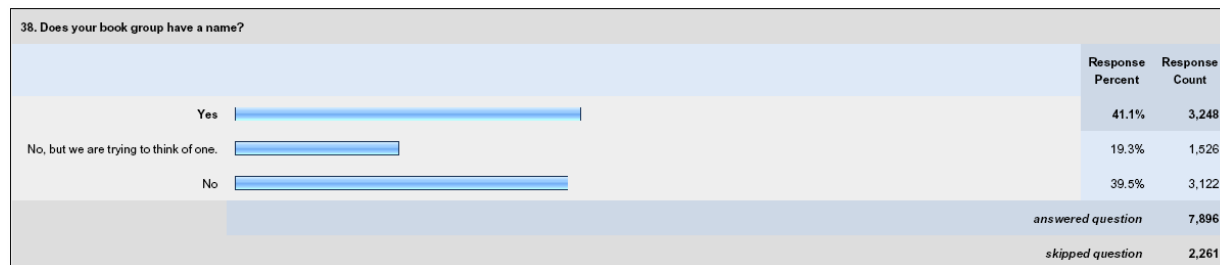 38. Does your book group have a name?
Response Percent Response Count
Yes 41.1% 3,248
No, but we are trying to think of one. 19.3% 1,526
No 39.5% 3,122
answered question 7,896
skipped question 2,261